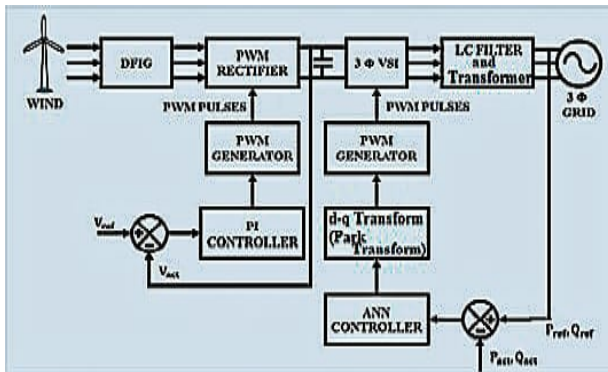 WIND
DFIG
PWM
RECTIFIER
3 Φ VSI
LC FILTER
and
Transformer
3 Φ
GRID
PWM PULSES
PWM PULSES
PWM
GENERATOR
PWM
GENERATOR
PI
CONTROLLER
d-q Transform
(Park
Transform)
ANN
CONTROLLER
Vref
Vact
Pref, Qref
Pact, Qact